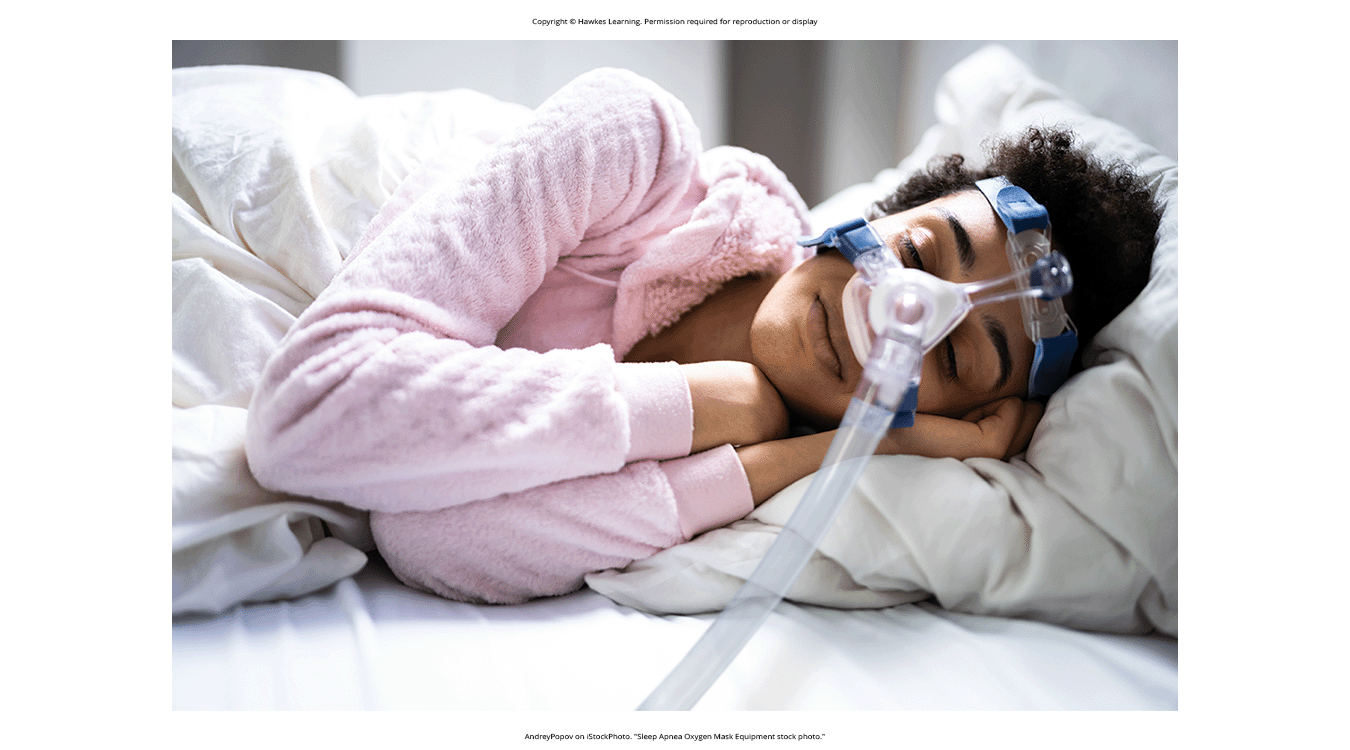 Copyright © Hawkes Learning. Permission required for reproduction or display
AndreyPopov on iStockPhoto. "Sleep Apnea Oxygen Mask Equipment stock photo."